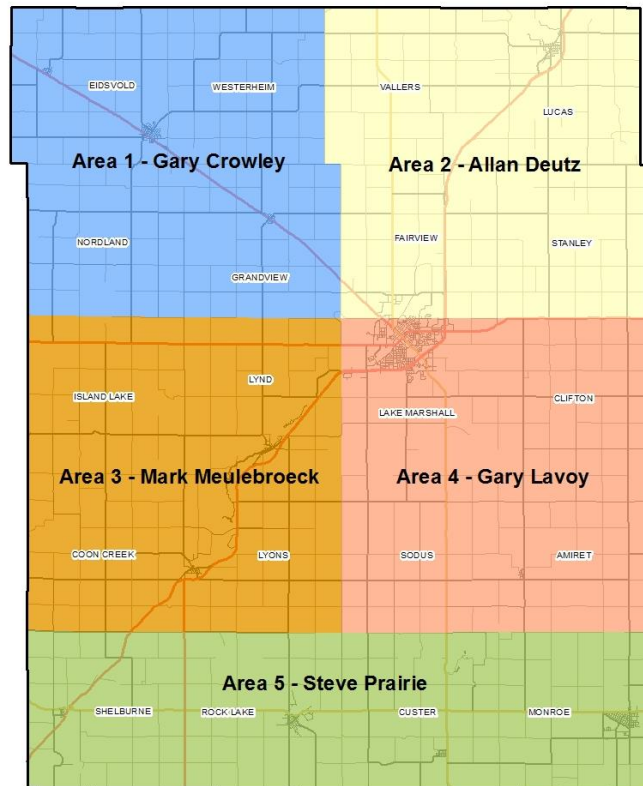 EIDSVOLD
WESTERHEIM
VALLERS
LUCAS
Area 1 - Gary Crowley
Area 2 - Allan Deutz
NORDLAND
GRANDVIEW
FAIRVIEW
STANLEY
ISLAND LAKE
LYND
LAKE MARSHALL
CLIFTON
Area 3 - Mark Meulebroeck
Area 4 - Gary Lavoy
COON CREEK
LYONS
SODUS
AMIRET
Area 5 - Steve Prairie
SHELBURNE
ROCK LAKE
CUSTER
MONROE